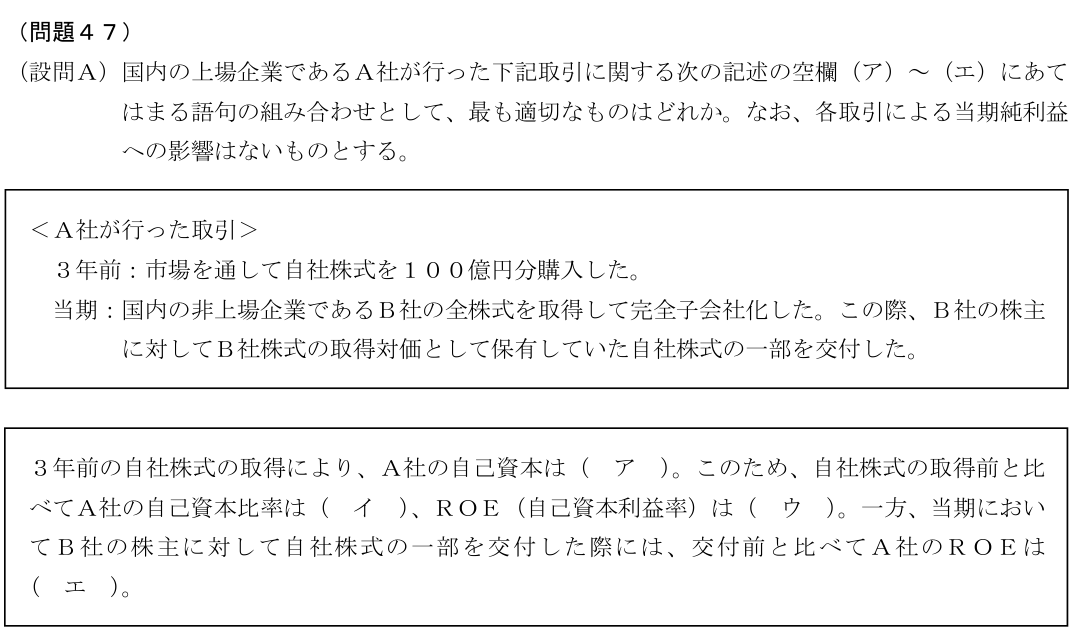 （問題４７）
（設問Ａ）国内の上場企業であるＡ社が行った下記取引に関する次の記述の空欄（ア）～（エ）にあて
はまる語句の組み合わせとして、最も適切なものはどれか。なお、各取引による当期純利益
への影響はないものとする。
＜Ａ社が行った取引＞
３年前：市場を通して自社株式を１００億円分購入した。
当期：国内の非上場企業であるＢ社の全株式を取得して完全子会社化した。この際、Ｂ社の株主
に対してＢ社株式の取得対価として保有していた自社株式の一部を交付した。
３年前の自社株式の取得により、Ａ社の自己資本は（　ア　）。このため、自社株式の取得前と比
べてＡ社の自己資本比率は（　イ　）、ＲＯＥ（自己資本利益率）は（　ウ　）。一方、当期におい
てＢ社の株主に対して自社株式の一部を交付した際には、交付前と比べてＡ社のＲＯＥは
（　エ　）。